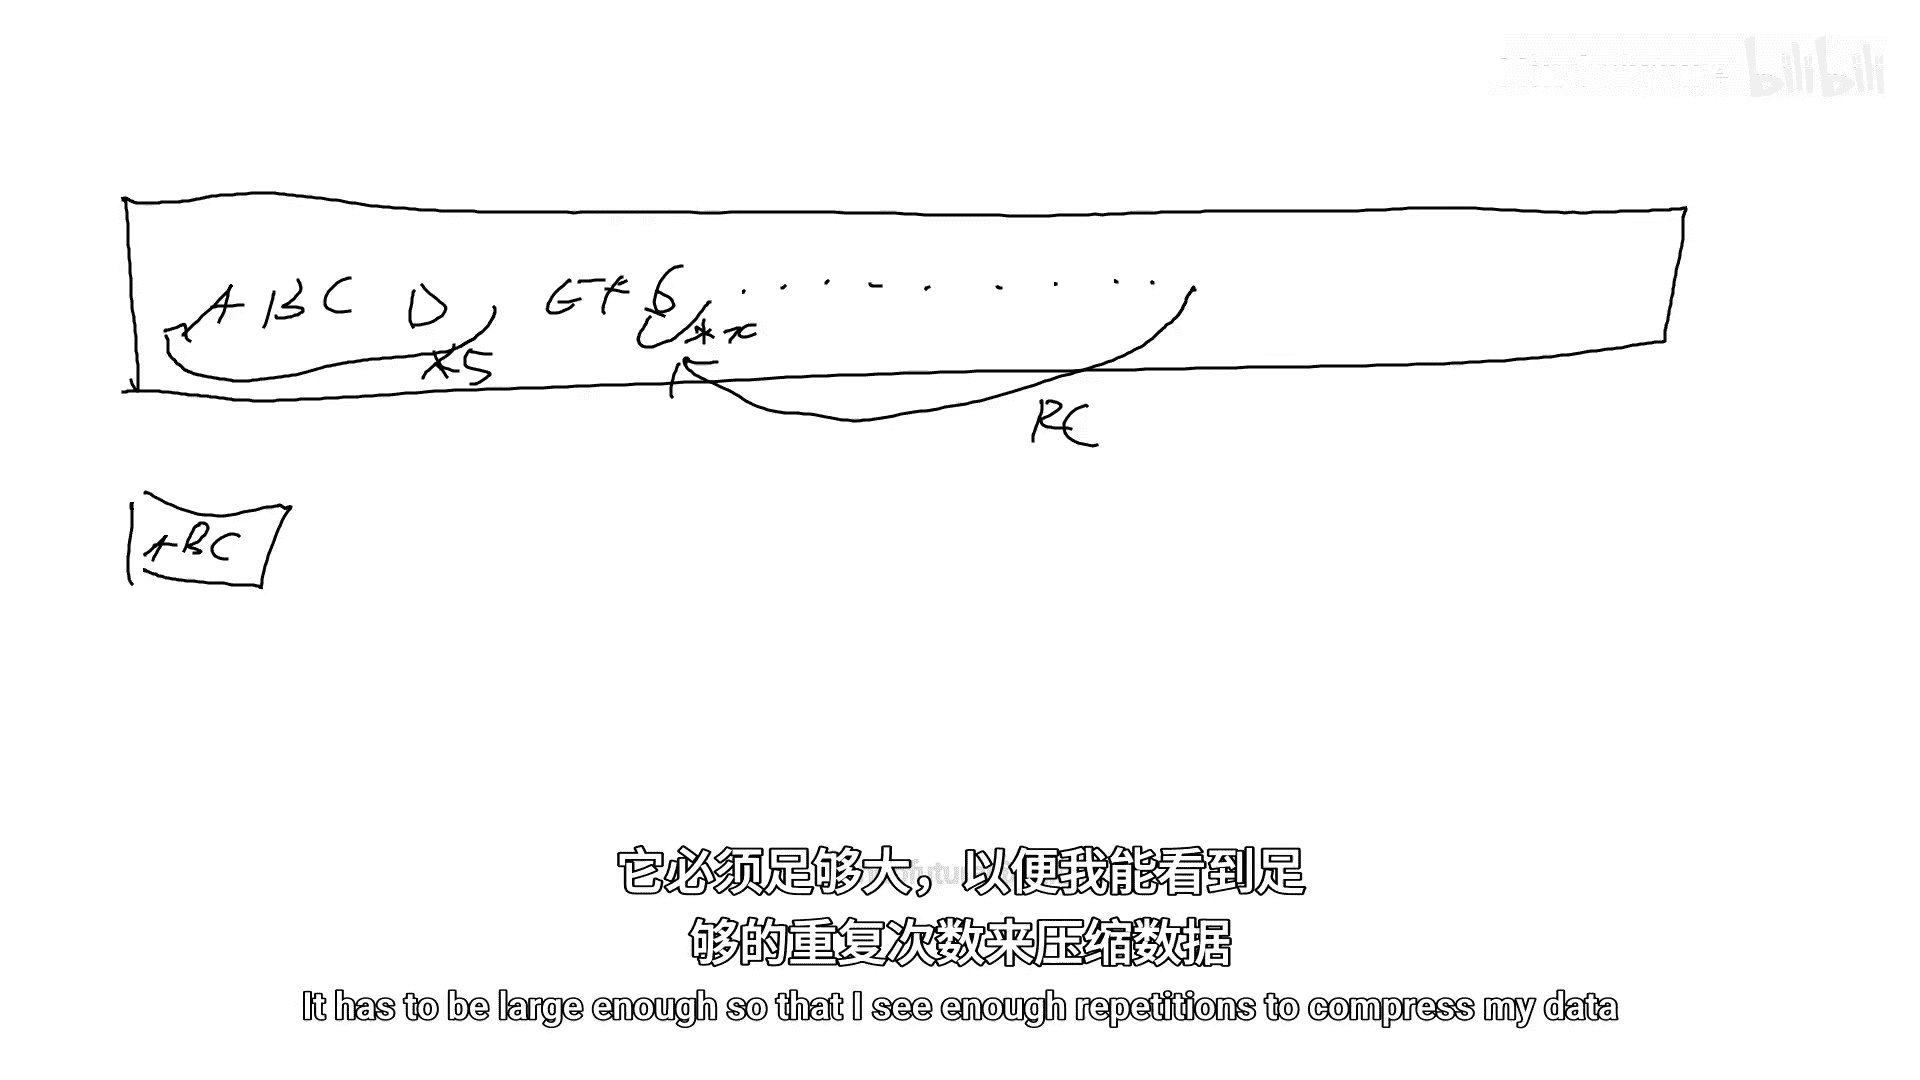 bilibili
A B C D, EFG . . . . . . . . . .
x5
*x
RC
ABC
它必须足够大，以便我能看到足
够的重复次数来压缩数据
It has to be large enough so that I see enough repetitions to compress my data